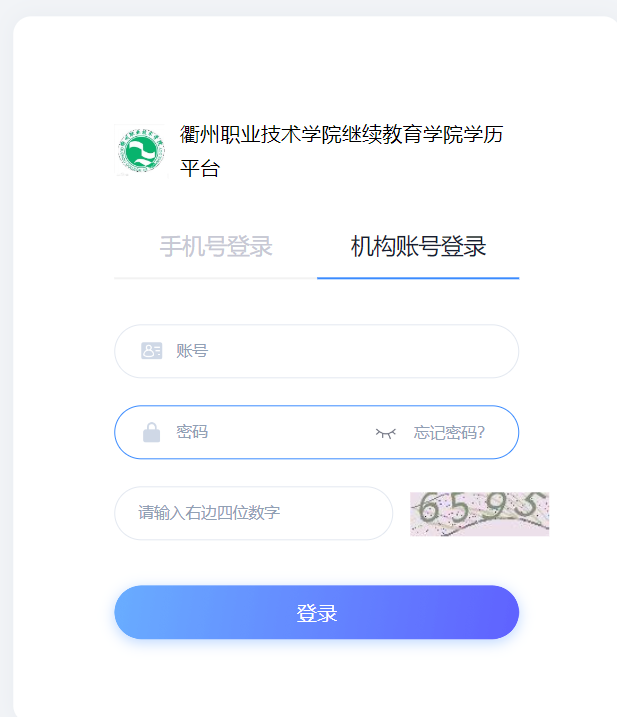 衢州职业技术学院继续教育学院学历
平台
手机号登录
机构账号登录
账号
密码
忘记密码?
请输入右边四位数字
6593
登录